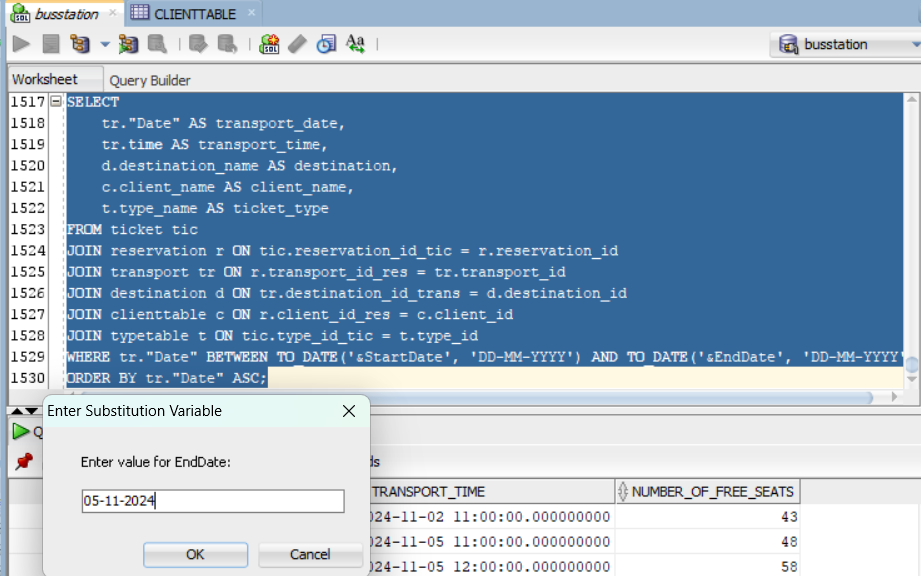 busstation
CLIENTTABLE
busstation
Worksheet
Query Builder
1517 SELECT
1518 tr."Date" AS transport_date,
1519 tr.time AS transport_time,
1520 d.destination_name AS destination,
1521 c.client_name AS client_name,
1522 t.type_name AS ticket_type
1523 FROM ticket tic
1524 JOIN reservation r ON tic.reservation_id_tic = r.reservation_id
1525 JOIN transport tr ON r.transport_id_res = tr.transport_id
1526 JOIN destination d ON tr.destination_id_trans = d.destination_id
1527 JOIN clienttable c ON r.client_id_res = c.client_id
1528 JOIN typetable t ON tic.type_id_tic = t.type_id
1529 WHERE tr."Date" BETWEEN TO_DATE('&StartDate', 'DD-MM-YYYY') AND TO_DATE('&EndDate', 'DD-MM-YYYY'
1530 ORDER BY tr."Date" ASC;
Enter Substitution Variable
Enter value for EndDate:
05-11-2024
OK
Cancel
TRANSPORT_TIME NUMBER_OF_FREE_SEATS
024-11-02 11:00:00.000000000 43
024-11-05 11:00:00.000000000 48
024-11-05 12:00:00.000000000 58